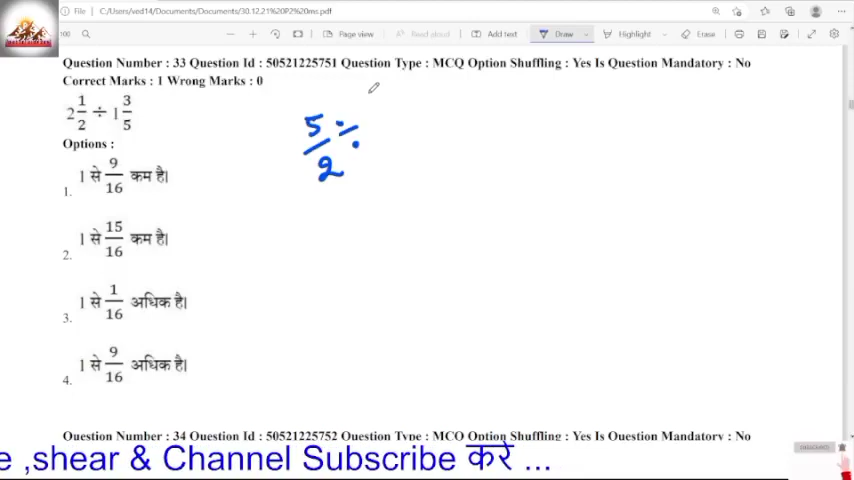 File C:/Users/ved14/Documents/Documents/30.12.21%20P2%20ms.pdf
100 Page view Read aloud Add text Draw Highlight Erase
Question Number : 33 Question Id : 50521225751 Question Type : MCQ Option Shuffling : Yes Is Question Mandatory : No
Correct Marks : 1 Wrong Marks : 0
2 1/2 ÷ 1 3/5
5/2 ÷
Options :
1. 1 से 9/16 कम है।
2. 1 से 15/16 कम है।
3. 1 से 1/16 अधिक है।
4. 1 से 9/16 अधिक है।
Question Number : 34 Question Id : 50521225752 Question Type : MCQ Option Shuffling : Yes Is Question Mandatory : No
e ,shear & Channel Subscribe करे ...